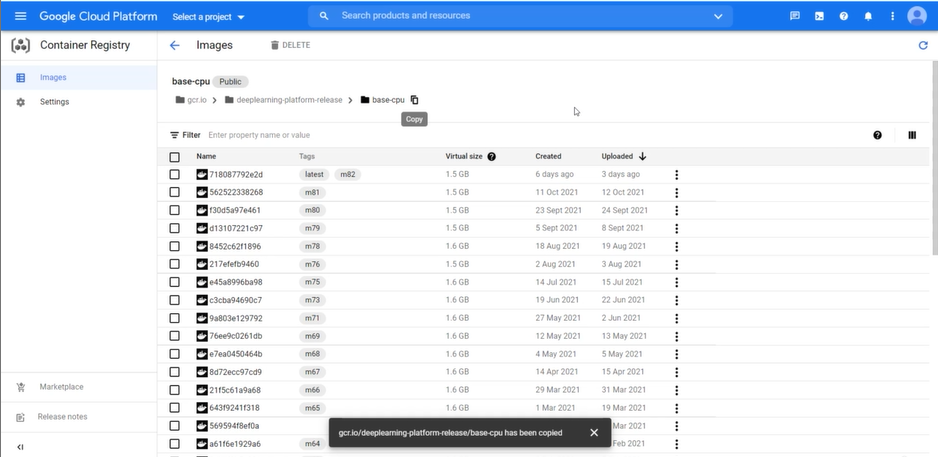 Google Cloud Platform Select a project Search products and resources
Container Registry Images DELETE
Images
Settings
base-cpu Public
gcr.io deeplearning-platform-release base-cpu
Copy
Filter Enter property name or value
Name Tags Virtual size Created Uploaded
718087792e2d latest m82 1.5 GB 6 days ago 3 days ago
562522338268 m81 1.5 GB 11 Oct 2021 12 Oct 2021
f30d5a97e461 m80 1.5 GB 23 Sept 2021 24 Sept 2021
d13107221c97 m79 1.5 GB 5 Sept 2021 8 Sept 2021
8452c62f1896 m78 1.6 GB 18 Aug 2021 19 Aug 2021
217efefb9460 m76 1.5 GB 2 Aug 2021 3 Aug 2021
e45a8996ba98 m75 1.6 GB 14 Jul 2021 15 Jul 2021
c3cba94690c7 m73 1.6 GB 19 Jun 2021 22 Jun 2021
9a803e129792 m71 1.6 GB 27 May 2021 2 Jun 2021
76ee9c0261db m69 1.6 GB 12 May 2021 13 May 2021
e7ea0450464b m68 1.6 GB 4 May 2021 5 May 2021
8d72ecc97cd9 m67 1.6 GB 14 Apr 2021 15 Apr 2021
21f5c61a9a68 m66 1.6 GB 29 Mar 2021 31 Mar 2021
643f9241f318 m65 1.6 GB 1 Mar 2021 19 Mar 2021
569594f8ef0a Mar 2021
a61f6e1929a6 m64 Feb 2021
gcr.io/deeplearning-platform-release/base-cpu has been copied
Marketplace
Release notes